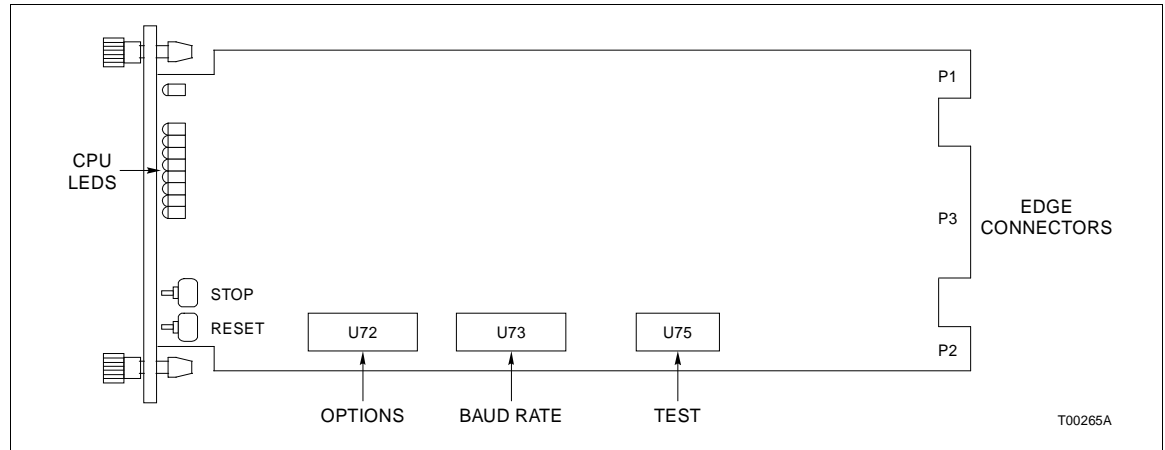 P1
CPU
LEDS
P3
EDGE
CONNECTORS
STOP
RESET
U72
U73
U75
P2
OPTIONS
BAUD RATE
TEST
T00265A